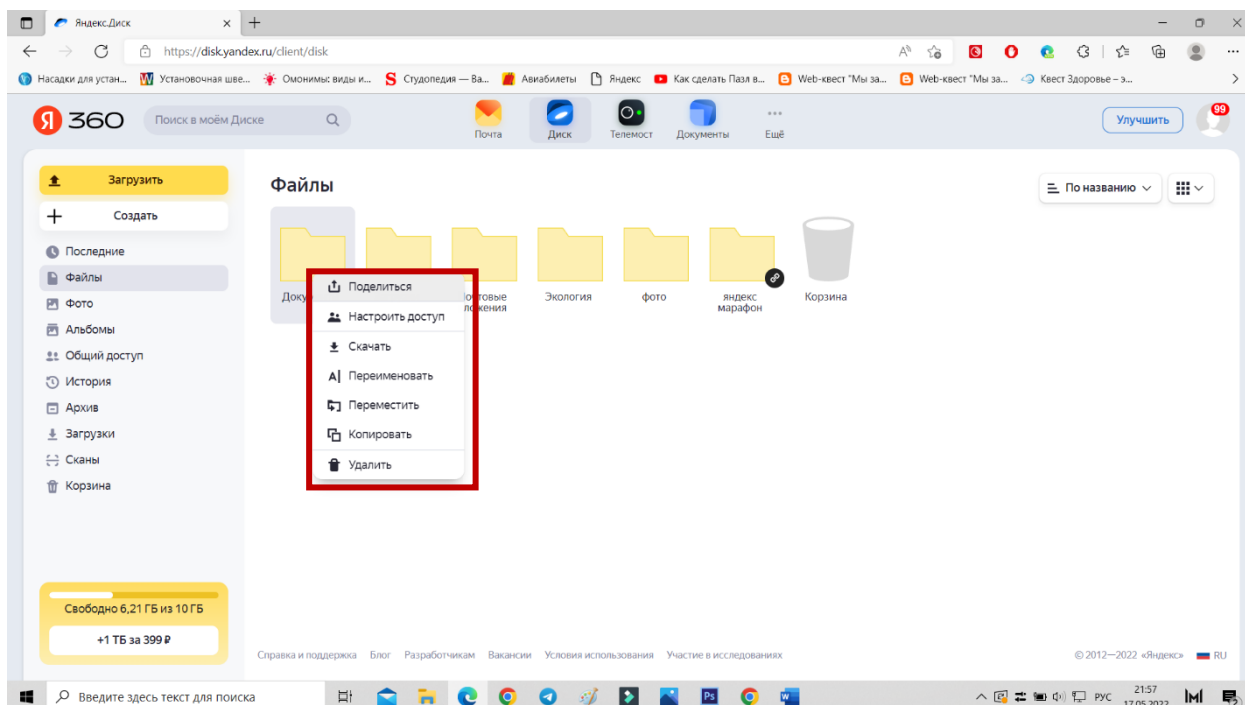 Яндекс.Диск
https://disk.yandex.ru/client/disk
Насадки для устан... Установочная шве... Омонимы: виды и... Студопедия — Ва... Авиабилеты Яндекс Как сделать Пазл в... Web-квест "Мы за... Web-квест "Мы за... Квест Здоровье – э...
Я 360 Поиск в моём Диске
Почта Диск Телемост Документы Ещё
Улучшить 99
Загрузить
Создать
Последние
Файлы
Фото
Альбомы
Общий доступ
История
Архив
Загрузки
Сканы
Корзина
Свободно 6,21 ГБ из 10 ГБ
+1 ТБ за 399 ₽
Файлы
По названию
Экология фото яндекс Корзина
марафон
Поделиться
Настроить доступ
Скачать
Переименовать
Переместить
Копировать
Удалить
Справка и поддержка Блог Разработчикам Вакансии Условия использования Участие в исследованиях
© 2012—2022 «Яндекс» RU
Введите здесь текст для поиска
Ps
РУС
21:57
17.05.2022